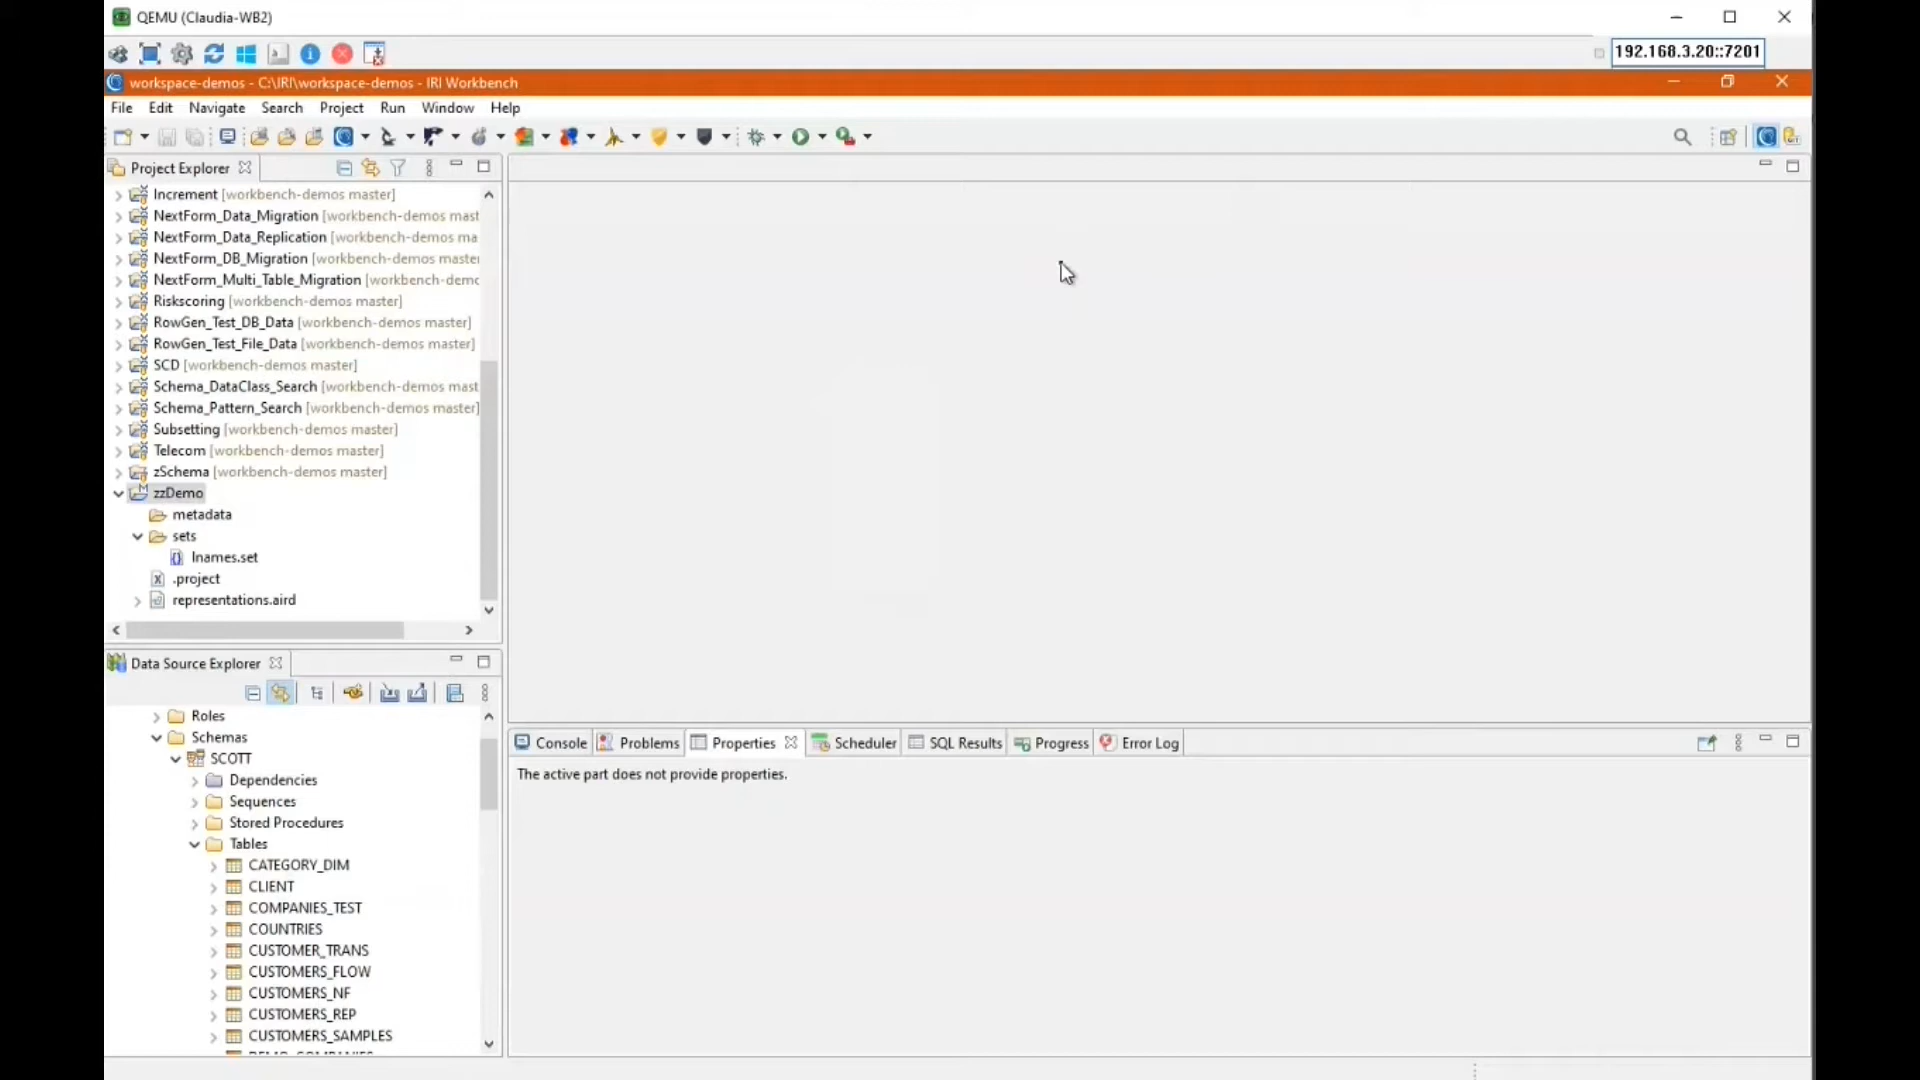 QEMU (Claudia-WB2)
192.168.3.20::7201
workspace-demos - C:\IRI\workspace-demos - IRI Workbench
File Edit Navigate Search Project Run Window Help
Project Explorer
Increment [workbench-demos master]
NextForm_Data_Migration [workbench-demos mast
NextForm_Data_Replication [workbench-demos ma
NextForm_DB_Migration [workbench-demos master
NextForm_Multi_Table_Migration [workbench-demo
Riskscoring [workbench-demos master]
RowGen_Test_DB_Data [workbench-demos master]
RowGen_Test_File_Data [workbench-demos master]
SCD [workbench-demos master]
Schema_DataClass_Search [workbench-demos mast
Schema_Pattern_Search [workbench-demos master]
Subsetting [workbench-demos master]
Telecom [workbench-demos master]
zSchema [workbench-demos master]
zzDemo
metadata
sets
lnames.set
.project
representations.aird
Data Source Explorer
Roles
Schemas
SCOTT
Dependencies
Sequences
Stored Procedures
Tables
CATEGORY_DIM
CLIENT
COMPANIES_TEST
COUNTRIES
CUSTOMER_TRANS
CUSTOMERS_FLOW
CUSTOMERS_NF
CUSTOMERS_REP
CUSTOMERS_SAMPLES
Console Problems Properties Scheduler SQL Results Progress Error Log
The active part does not provide properties.